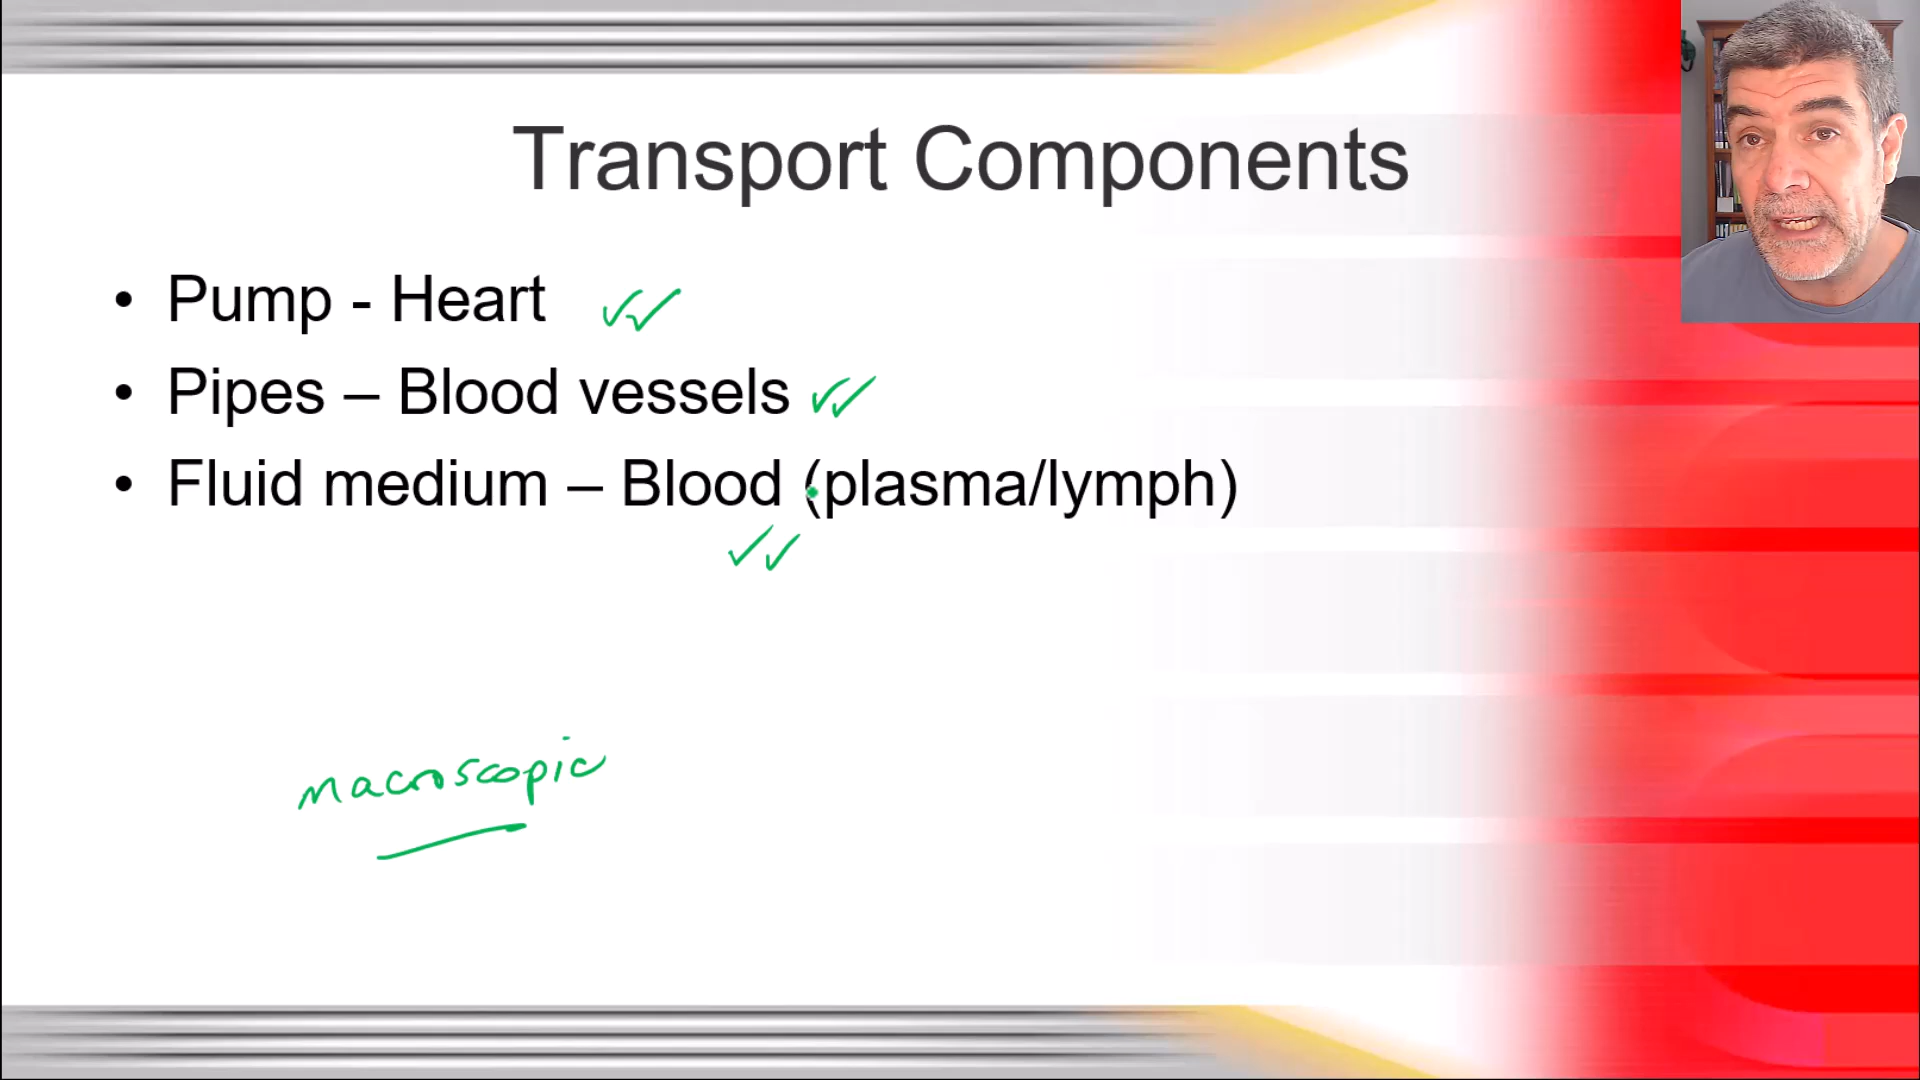 Transport Components
• Pump - Heart
• Pipes – Blood vessels
• Fluid medium – Blood (plasma/lymph)
macroscopic